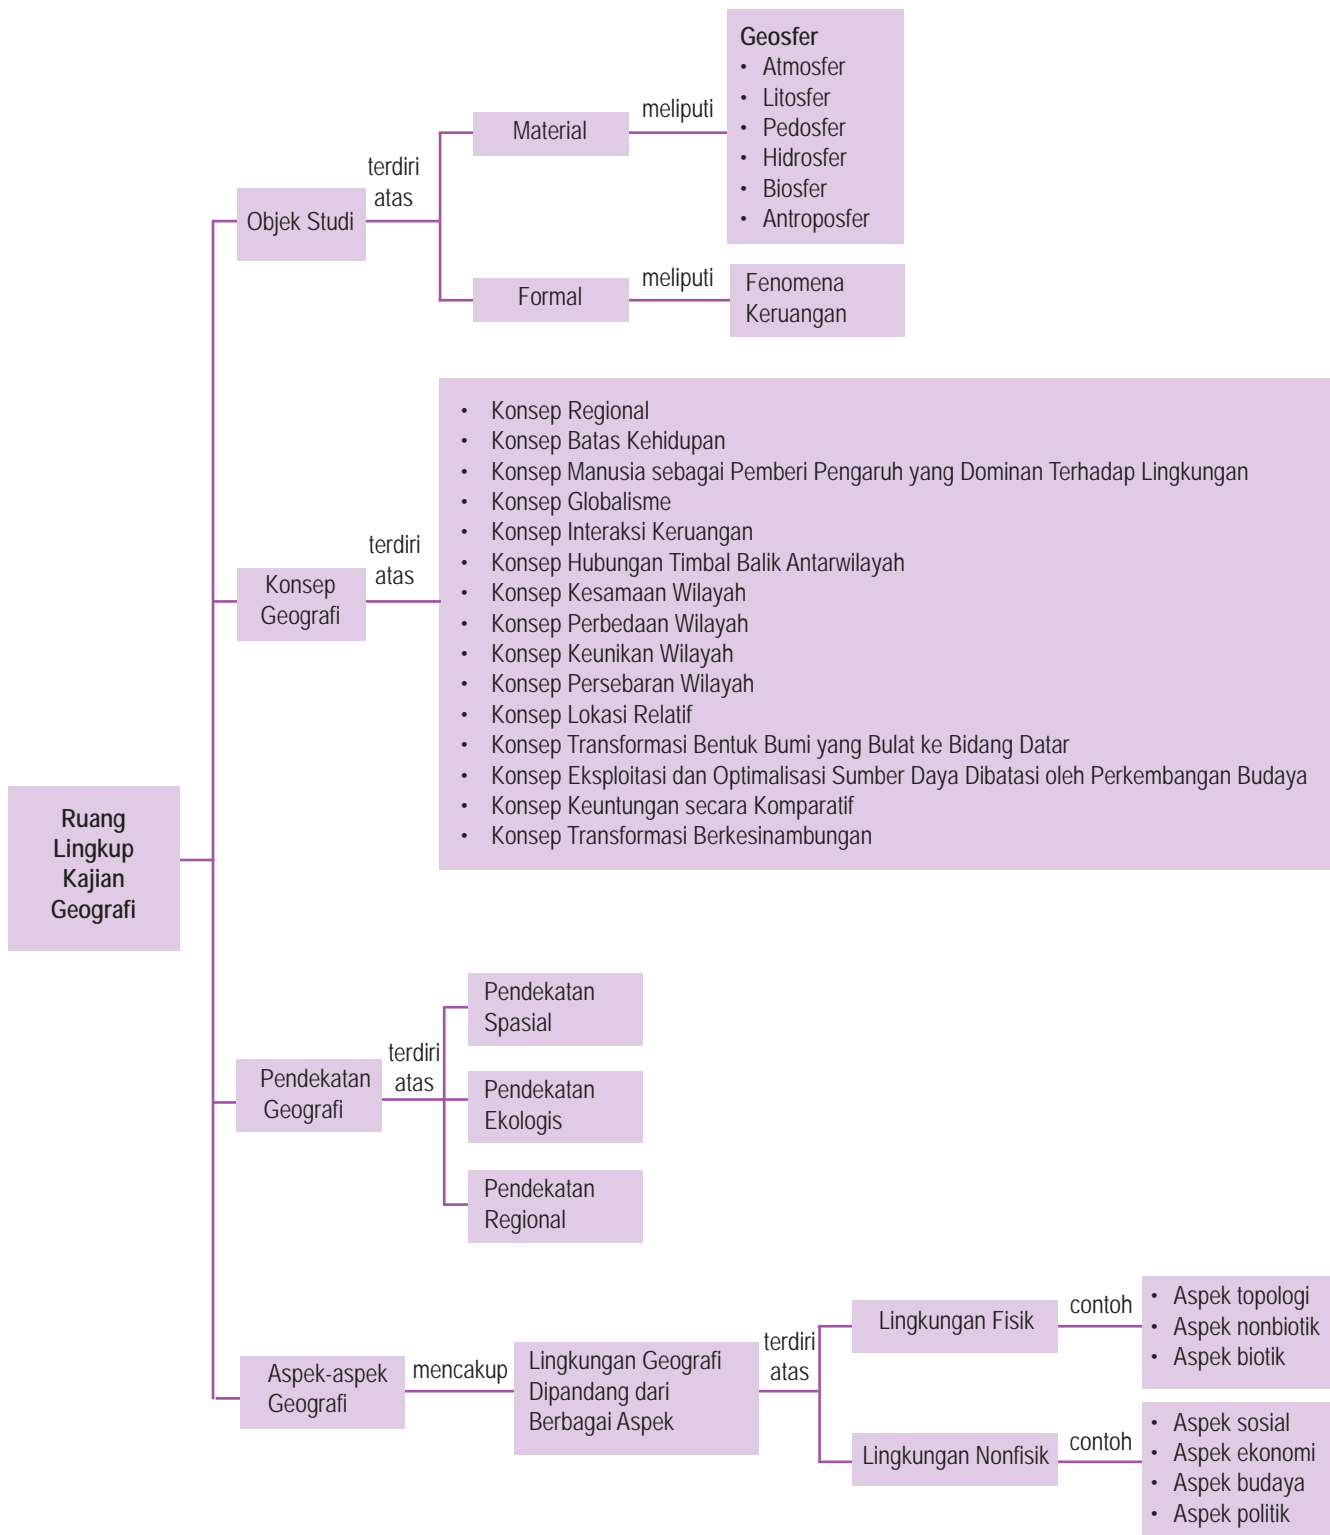 Ruang
Lingkup
Kajian
Geografi
Objek Studi
terdiri
atas
Material
meliputi
Geosfer
• Atmosfer
• Litosfer
• Pedosfer
• Hidrosfer
• Biosfer
• Antroposfer
Formal
meliputi
Fenomena
Keruangan
Konsep
Geografi
terdiri
atas
• Konsep Regional
• Konsep Batas Kehidupan
• Konsep Manusia sebagai Pemberi Pengaruh yang Dominan Terhadap Lingkungan
• Konsep Globalisme
• Konsep Interaksi Keruangan
• Konsep Hubungan Timbal Balik Antarwilayah
• Konsep Kesamaan Wilayah
• Konsep Perbedaan Wilayah
• Konsep Keunikan Wilayah
• Konsep Persebaran Wilayah
• Konsep Lokasi Relatif
• Konsep Transformasi Bentuk Bumi yang Bulat ke Bidang Datar
• Konsep Eksploitasi dan Optimalisasi Sumber Daya Dibatasi oleh Perkembangan Budaya
• Konsep Keuntungan secara Komparatif
• Konsep Transformasi Berkesinambungan
Pendekatan
Geografi
terdiri
atas
Pendekatan
Spasial
Pendekatan
Ekologis
Pendekatan
Regional
Aspek-aspek
Geografi
mencakup
Lingkungan Geografi
Dipandang dari
Berbagai Aspek
terdiri
atas
Lingkungan Fisik
contoh
• Aspek topologi
• Aspek nonbiotik
• Aspek biotik
Lingkungan Nonfisik
contoh
• Aspek sosial
• Aspek ekonomi
• Aspek budaya
• Aspek politik